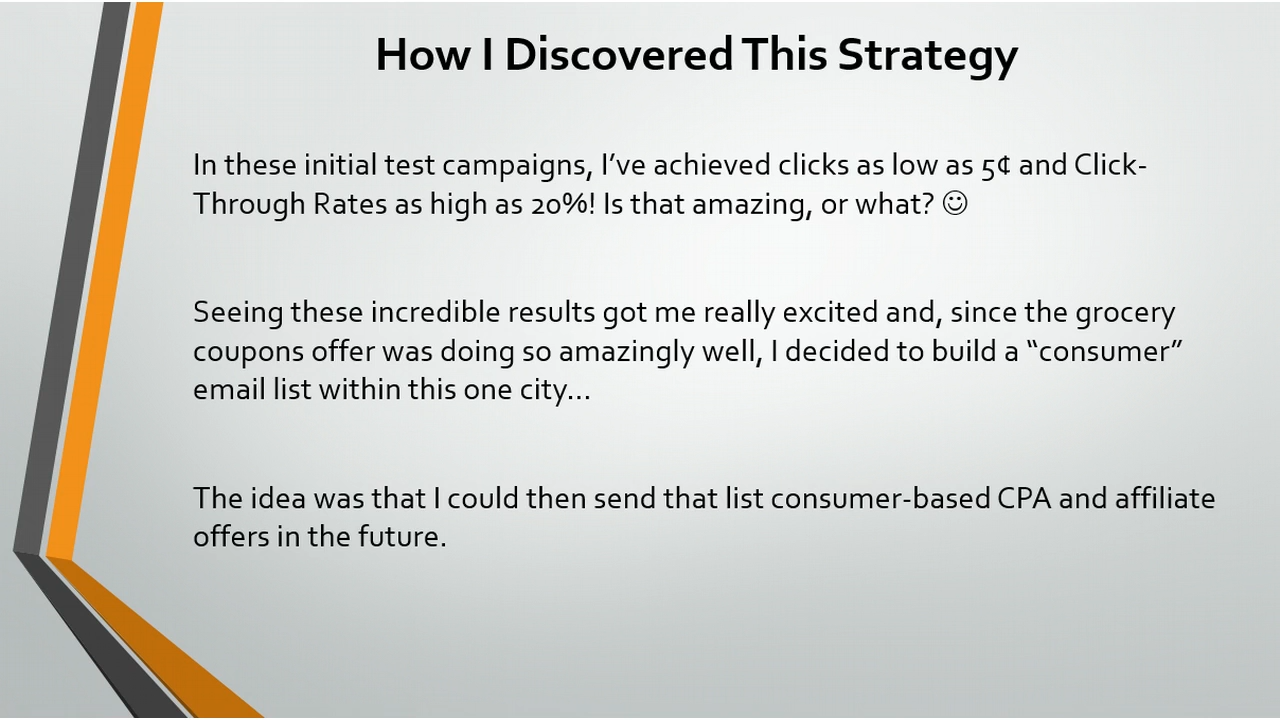 How I Discovered This Strategy
In these initial test campaigns, I’ve achieved clicks as low as 5¢ and Click-
Through Rates as high as 20%! Is that amazing, or what? ☺
Seeing these incredible results got me really excited and, since the grocery
coupons offer was doing so amazingly well, I decided to build a “consumer”
email list within this one city…
The idea was that I could then send that list consumer-based CPA and affiliate
offers in the future.